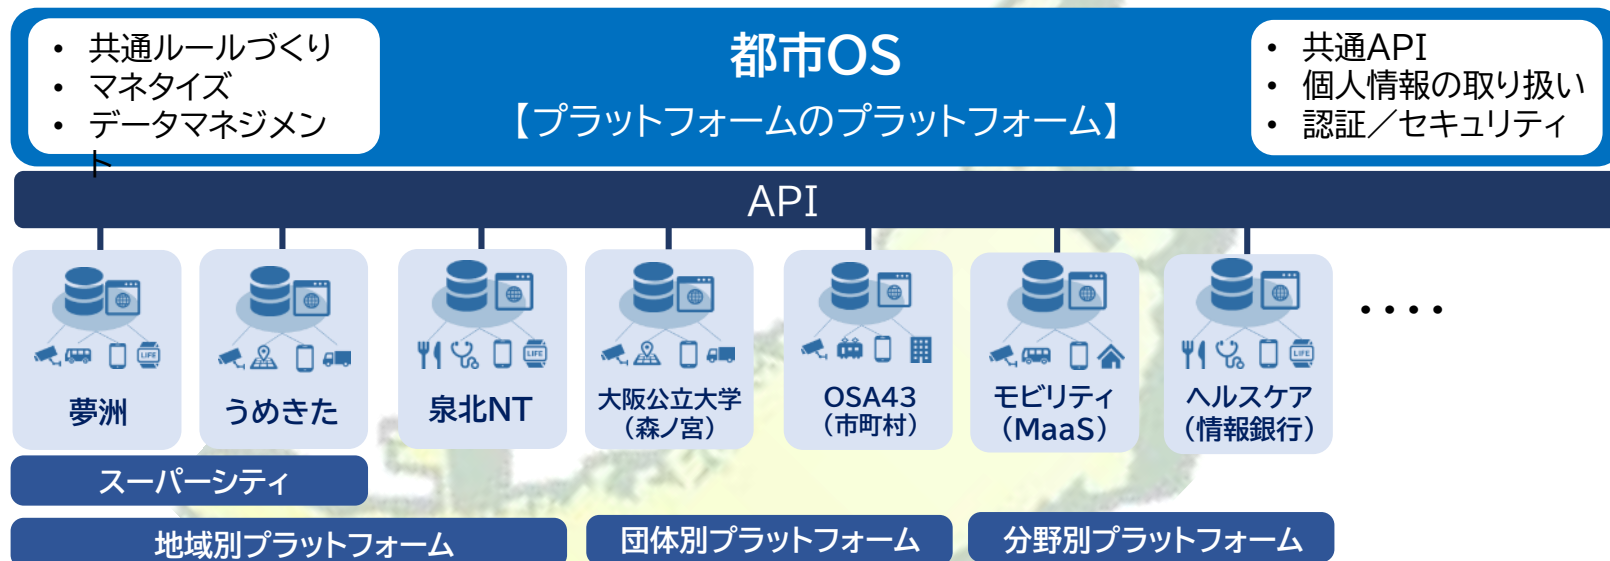 • 共通ルールづくり
• マネタイズ
• データマネジメン
ト
都市OS
【プラットフォームのプラットフォーム】
• 共通API
• 個人情報の取り扱い
• 認証／セキュリティ
API
LIFE
夢洲
うめきた
LIFE
泉北NT
大阪公立大学
（森ノ宮）
OSA43
（市町村）
モビリティ
（MaaS）
LIFE
ヘルスケア
（情報銀行）
・・・・
スーパーシティ
地域別プラットフォーム
団体別プラットフォーム
分野別プラットフォーム